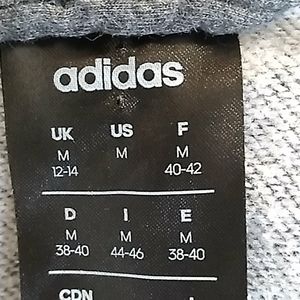 adidas
UK US F
M M M
12-14 40-42
D I E
M M M
38-40 44-46 38-40
CDN